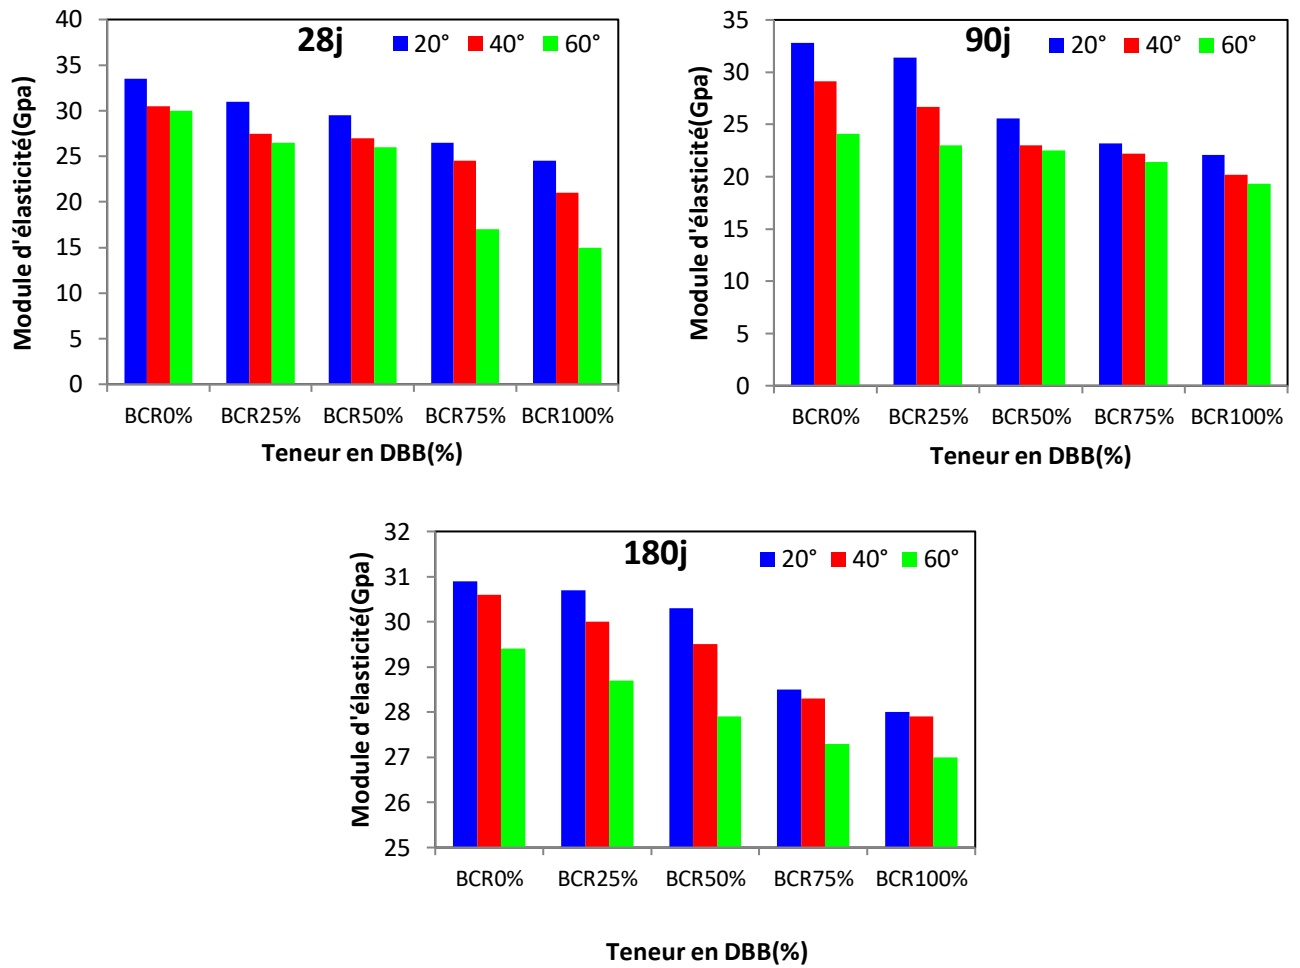 28j
20° 40° 60°
Module d'élasticité(Gpa)
40
35
30
25
20
15
10
5
0
BCR0% BCR25% BCR50% BCR75% BCR100%
Teneur en DBB(%)
90j
20° 40° 60°
Module d'élasticité(Gpa)
35
30
25
20
15
10
5
0
BCR0% BCR25% BCR50% BCR75% BCR100%
Teneur en DBB(%)
180j
20° 40° 60°
Module d'élasticité(Gpa)
32
31
30
29
28
27
26
25
BCR0% BCR25% BCR50% BCR75% BCR100%
Teneur en DBB(%)